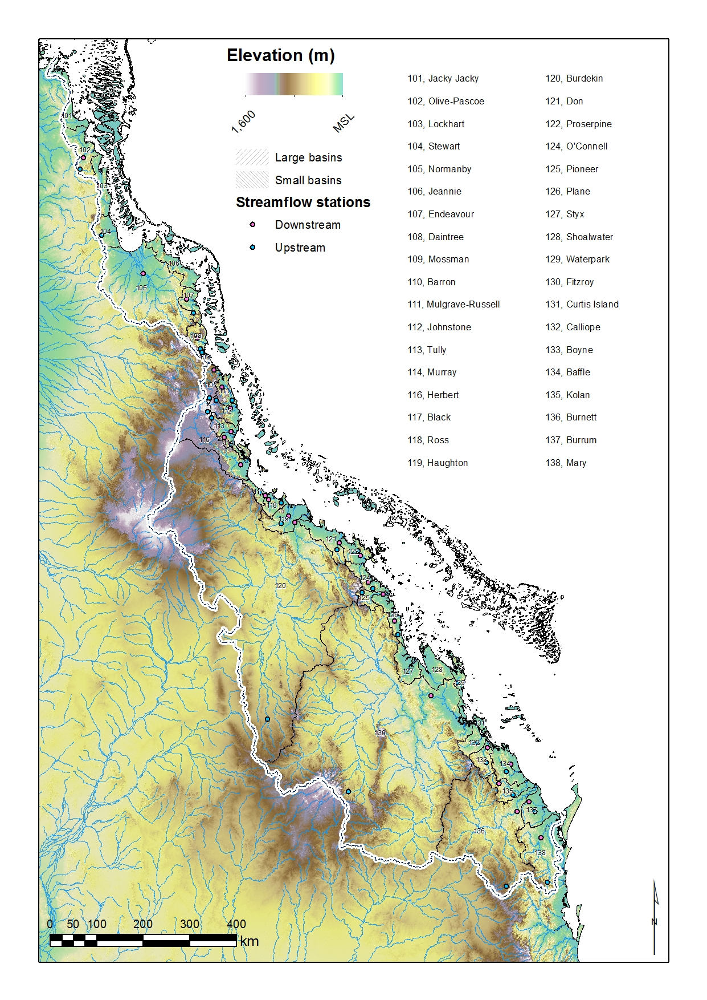 Elevation (m)
1,600
MSL
Large basins
Small basins
Streamflow stations
Downstream
Upstream
101, Jacky Jacky
102, Olive-Pascoe
103, Lockhart
104, Stewart
105, Normanby
106, Jeannie
107, Endeavour
108, Daintree
109, Mossman
110, Barron
111, Mulgrave-Russell
112, Johnstone
113, Tully
114, Murray
116, Herbert
117, Black
118, Ross
119, Haughton
120, Burdekin
121, Don
122, Proserpine
124, O'Connell
125, Pioneer
126, Plane
127, Styx
128, Shoalwater
129, Waterpark
130, Fitzroy
131, Curtis Island
132, Calliope
133, Boyne
134, Baffle
135, Kolan
136, Burnett
137, Burrum
138, Mary
101
102
103
104
106
105
107
108
109
110
111
112
113
116
117
118
119
121
122
120
124
125
126
127
128
129
131
130
132
133
134
135
137
136
138
0 50 100 200 300 400
km
N